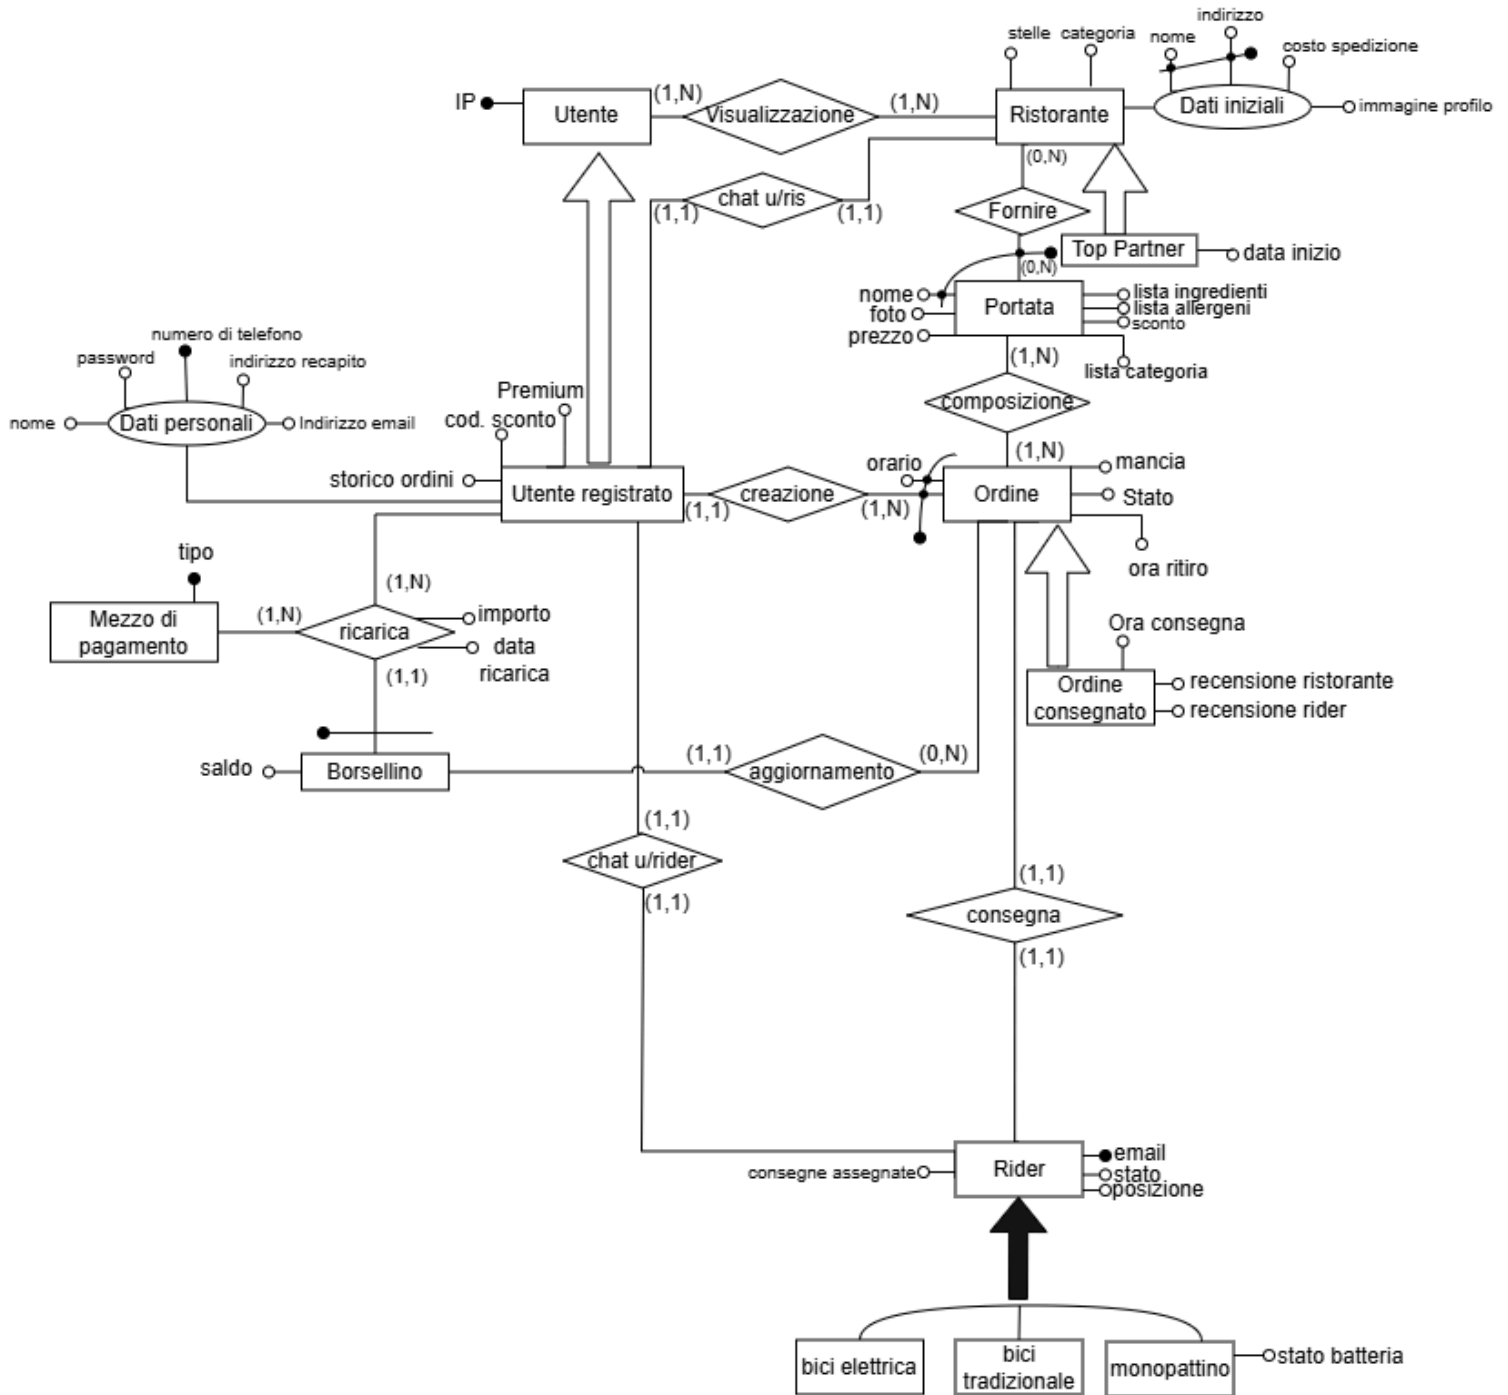 indirizzo
stelle
categoria
nome
costo spedizione
IP
Utente
(1,N)
Visualizzazione
(1,N)
Ristorante
Dati iniziali
immagine profilo
(0,N)
chat u/ris
(1,1)
(1,1)
Fornire
Top Partner
data inizio
(0,N)
nome
foto
prezzo
Portata
lista ingredienti
lista allergeni
sconto
(1,N)
lista categoria
numero di telefono
password
indirizzo recapito
nome
Dati personali
Indirizzo email
Premium
cod. sconto
composizione
storico ordini
Utente registrato
(1,1)
creazione
(1,N)
orario
(1,N)
Ordine
mancia
Stato
ora ritiro
tipo
(1,N)
Mezzo di
pagamento
(1,N)
ricarica
importo
data
ricarica
(1,1)
Ora consegna
Ordine
consegnato
recensione ristorante
recensione rider
saldo
Borsellino
(1,1)
aggiornamento
(0,N)
(1,1)
chat u/rider
(1,1)
(1,1)
consegna
(1,1)
consegne assegnate
Rider
email
stato
posizione
bici elettrica
bici
tradizionale
monopattino
stato batteria